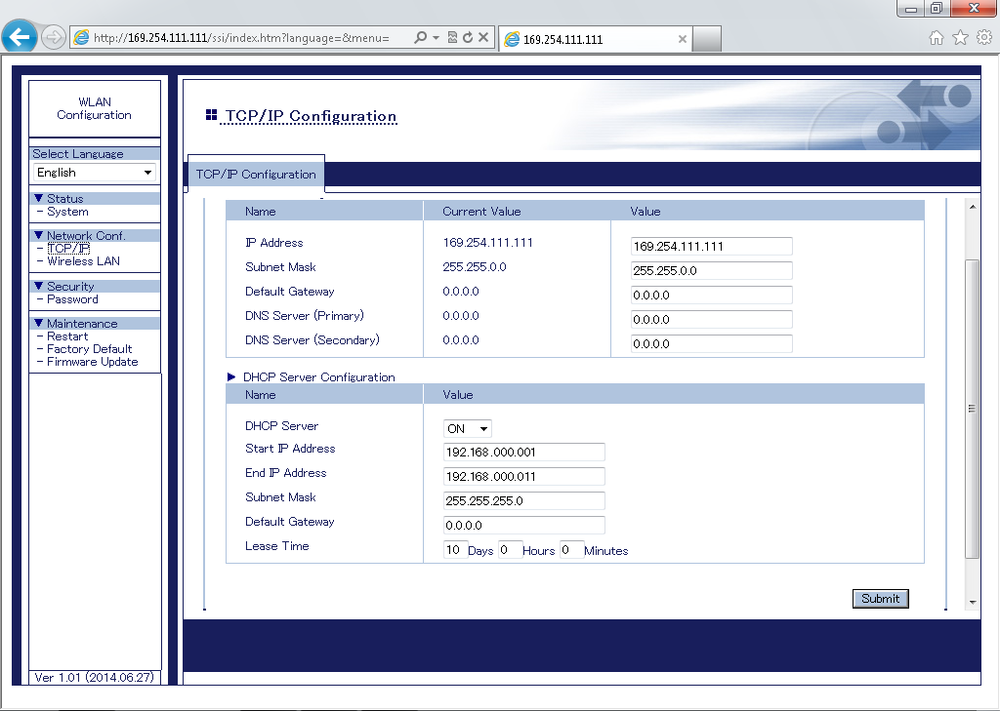 http://169.254.111.111/ssi/index.htm?language=&menu=
169.254.111.111
WLAN
Configuration
Select Language
English
▼ Status
- System
▼ Network Conf.
- TCP/IP
- Wireless LAN
▼ Security
- Password
▼ Maintenance
- Restart
- Factory Default
- Firmware Update
Ver 1.01 (2014.06.27)
TCP/IP Configuration
TCP/IP Configuration
Name Current Value Value
IP Address 169.254.111.111 169.254.111.111
Subnet Mask 255.255.0.0 255.255.0.0
Default Gateway 0.0.0.0 0.0.0.0
DNS Server (Primary) 0.0.0.0 0.0.0.0
DNS Server (Secondary) 0.0.0.0 0.0.0.0
▶ DHCP Server Configuration
Name Value
DHCP Server ON
Start IP Address 192.168.000.001
End IP Address 192.168.000.011
Subnet Mask 255.255.255.0
Default Gateway 0.0.0.0
Lease Time 10 Days 0 Hours 0 Minutes
Submit